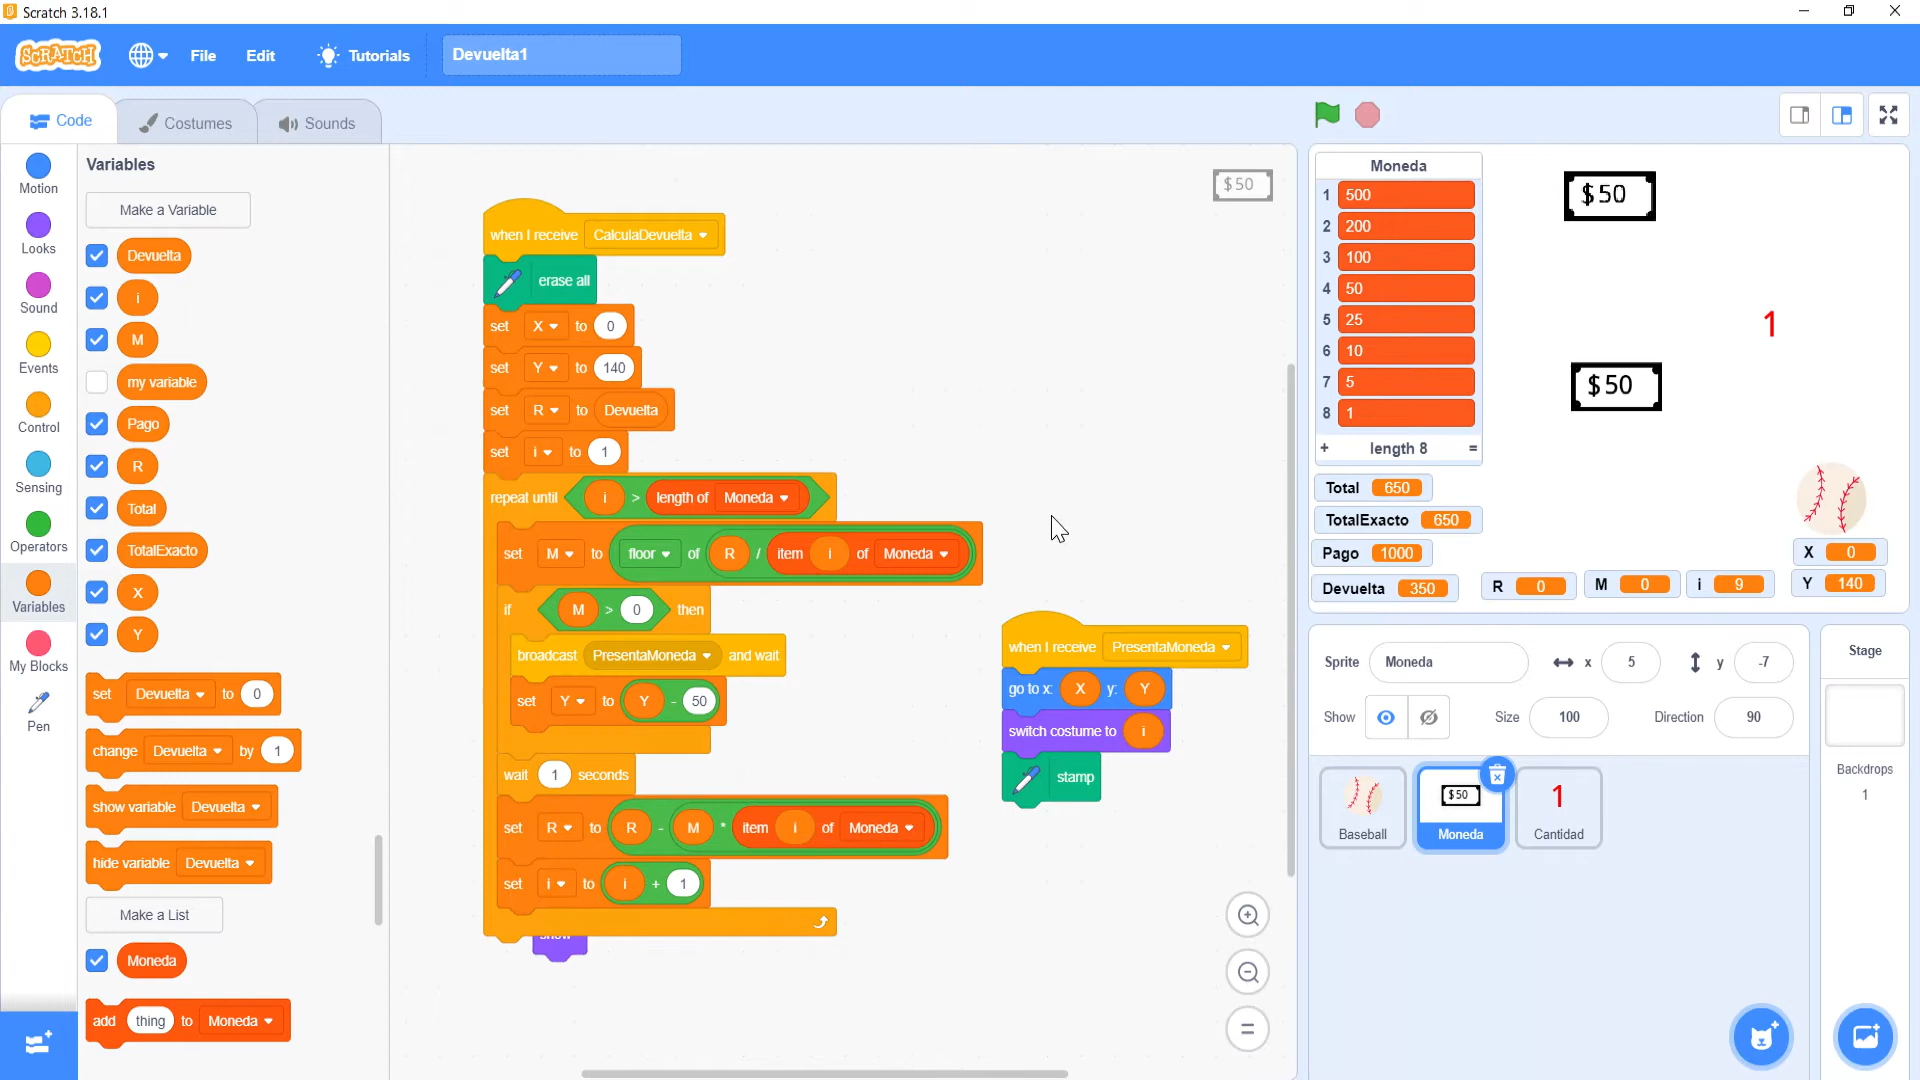 Scratch 3.18.1
SCRATCH File Edit Tutorials Devuelta1
Code Costumes Sounds
Motion
Looks
Sound
Events
Control
Sensing
Operators
Variables
My Blocks
Pen
Variables
Make a Variable
Devuelta
i
M
my variable
Pago
R
Total
TotalExacto
X
Y
set Devuelta to 0
change Devuelta by 1
show variable Devuelta
hide variable Devuelta
Make a List
Moneda
add thing to Moneda
when I receive CalculaDevuelta
erase all
set X to 0
set Y to 140
set R to Devuelta
set i to 1
repeat until i > length of Moneda
set M to floor of R / item i of Moneda
if M > 0 then
broadcast PresentaMoneda and wait
set Y to Y - 50
wait 1 seconds
set R to R - M * item i of Moneda
set i to i + 1
$50
when I receive PresentaMoneda
go to x: X y: Y
switch costume to i
stamp
Moneda
1 500
2 200
3 100
4 50
5 25
6 10
7 5
8 1
+ length 8 =
$50
1
$50
Total 650
TotalExacto 650
Pago 1000
Devuelta 350
R 0
M 0
i 9
X 0
Y 140
Sprite Moneda x 5 y -7
Show Size 100 Direction 90
Baseball
$50
Moneda
1
Cantidad
Stage
Backdrops
1